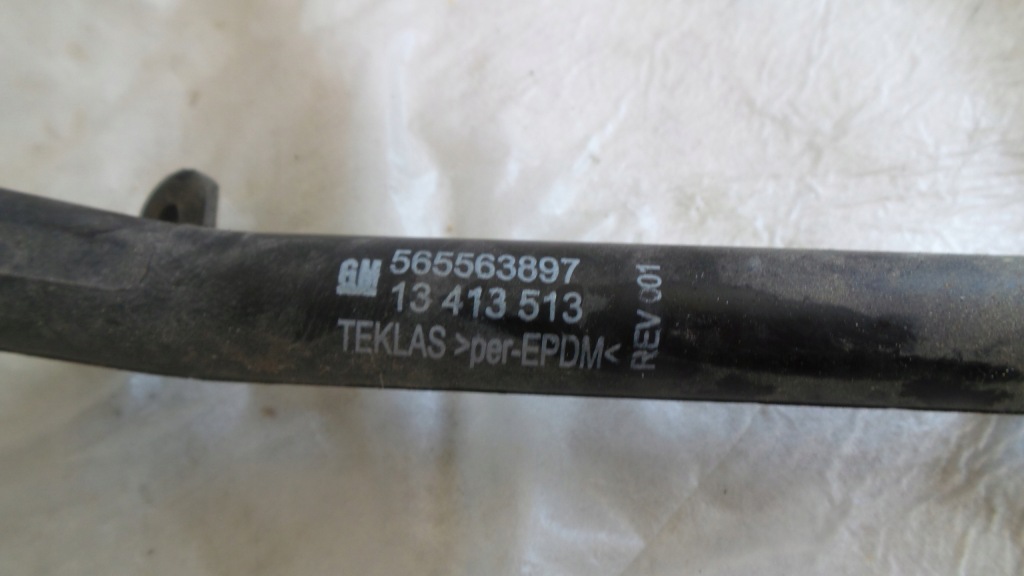 GM 565563897
13 413 513
TEKLAS >per-EPDM<
REV 001